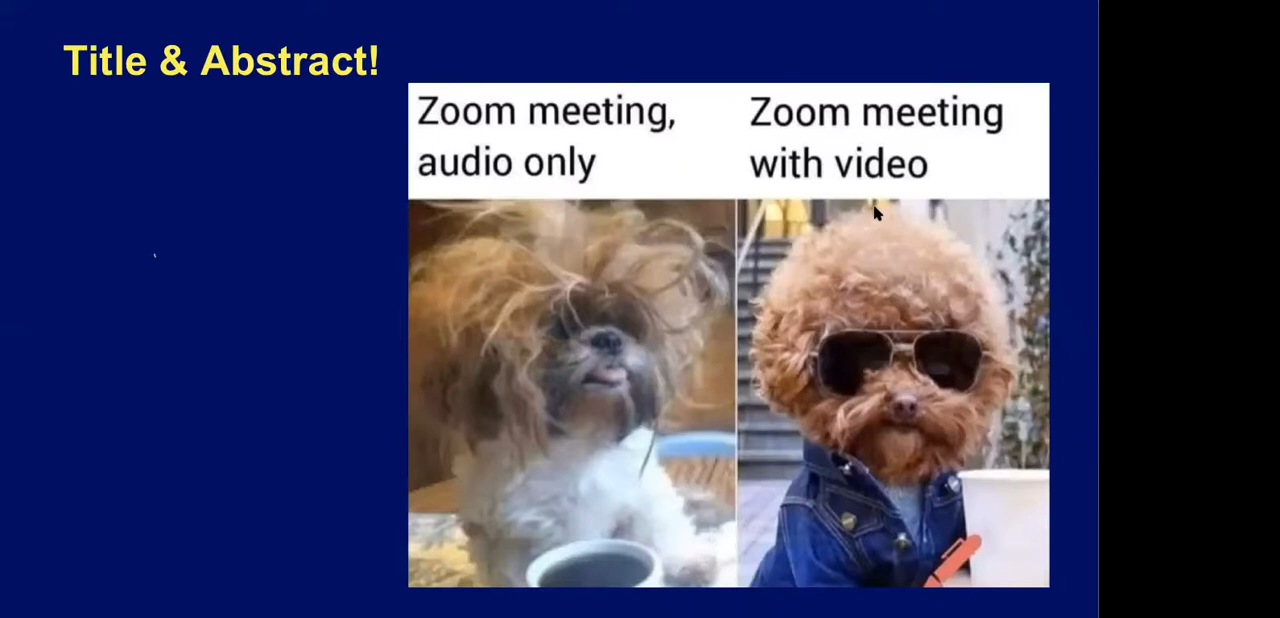 Title & Abstract!
Zoom meeting,
audio only
Zoom meeting
with video